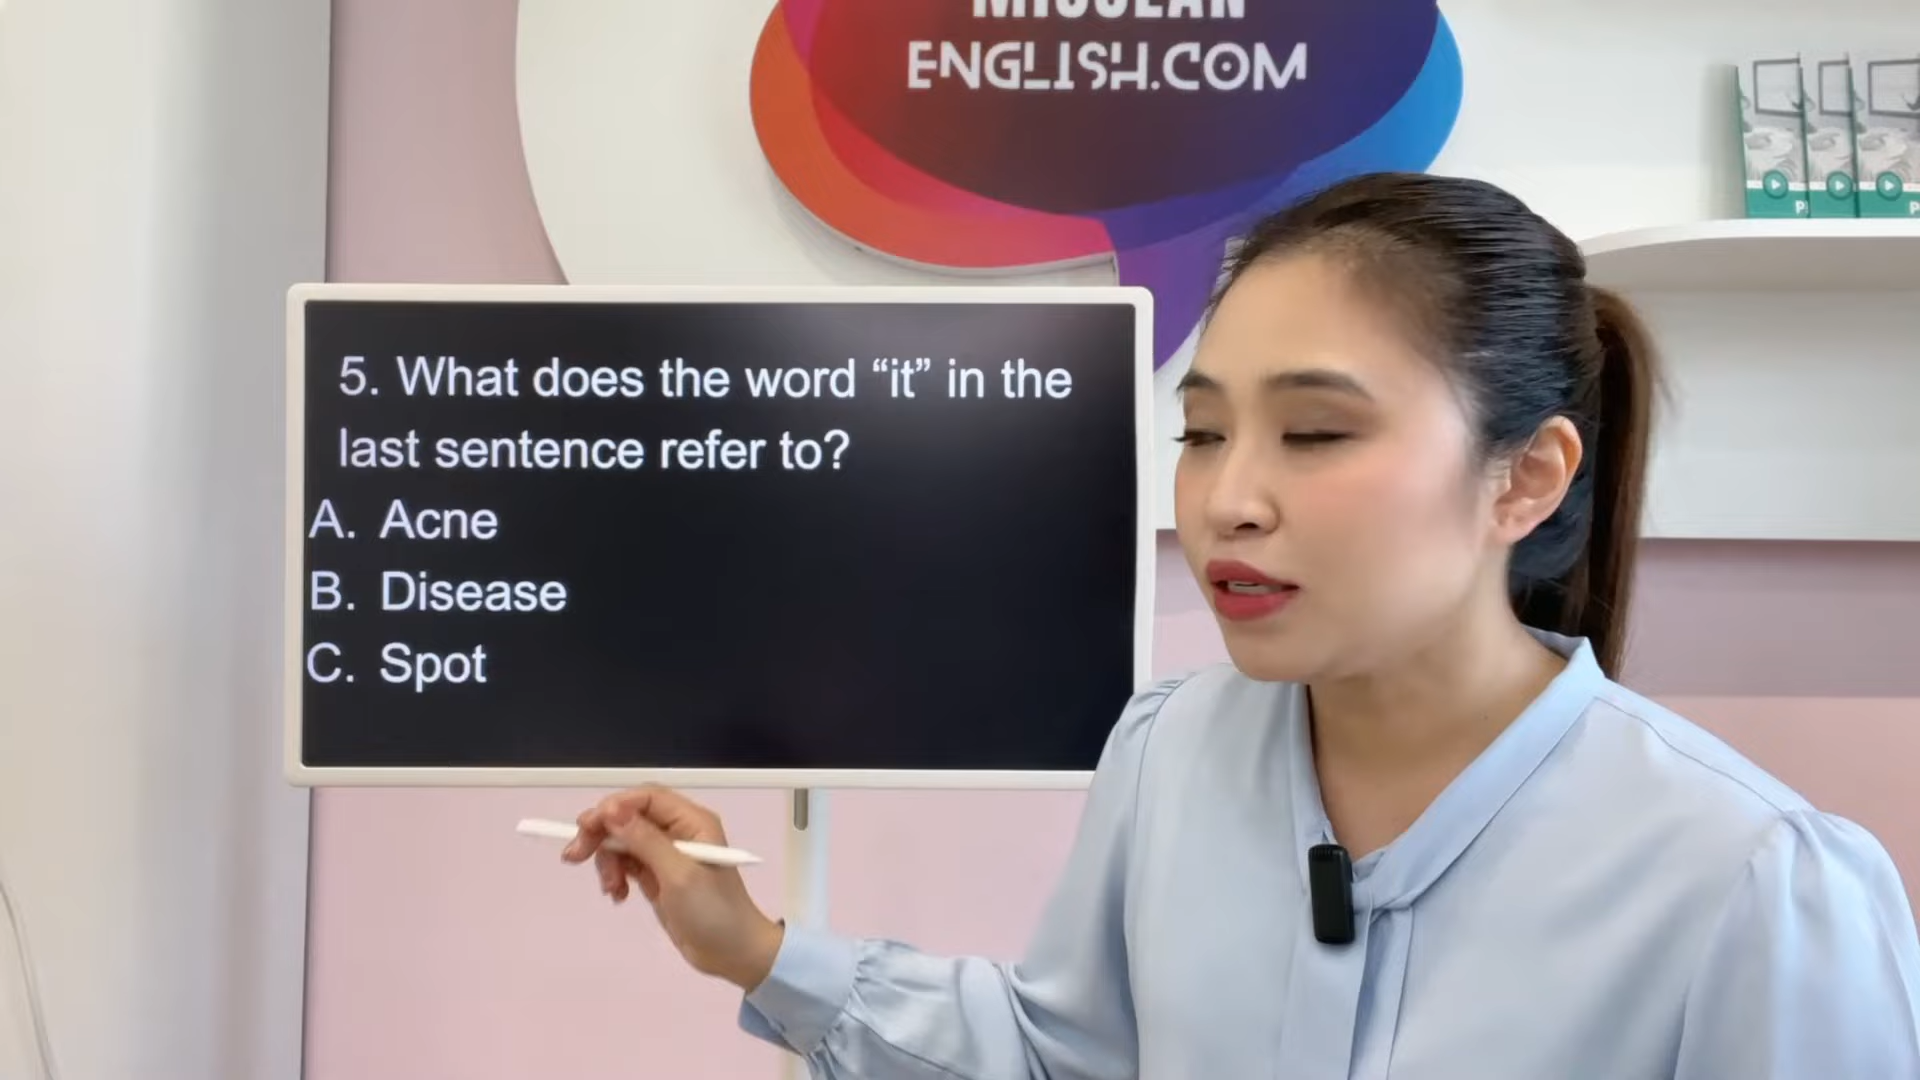 ENGLISH.COM
5. What does the word “it” in the
last sentence refer to?
A. Acne
B. Disease
C. Spot